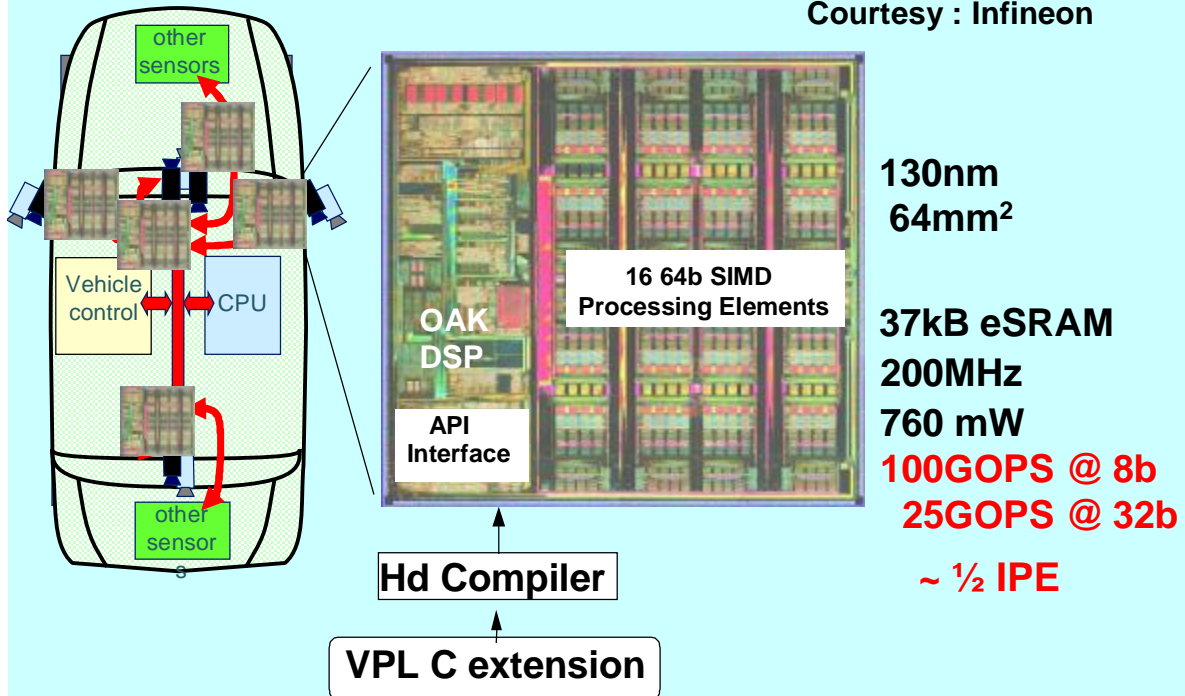 Courtesy : Infineon
other
sensors
Vehicle
control
CPU
other
sensor
s
OAK
DSP
API
Interface
16 64b SIMD
Processing Elements
130nm
64mm²
37kB eSRAM
200MHz
760 mW
100GOPS @ 8b
25GOPS @ 32b
~ ½ IPE
Hd Compiler
VPL C extension